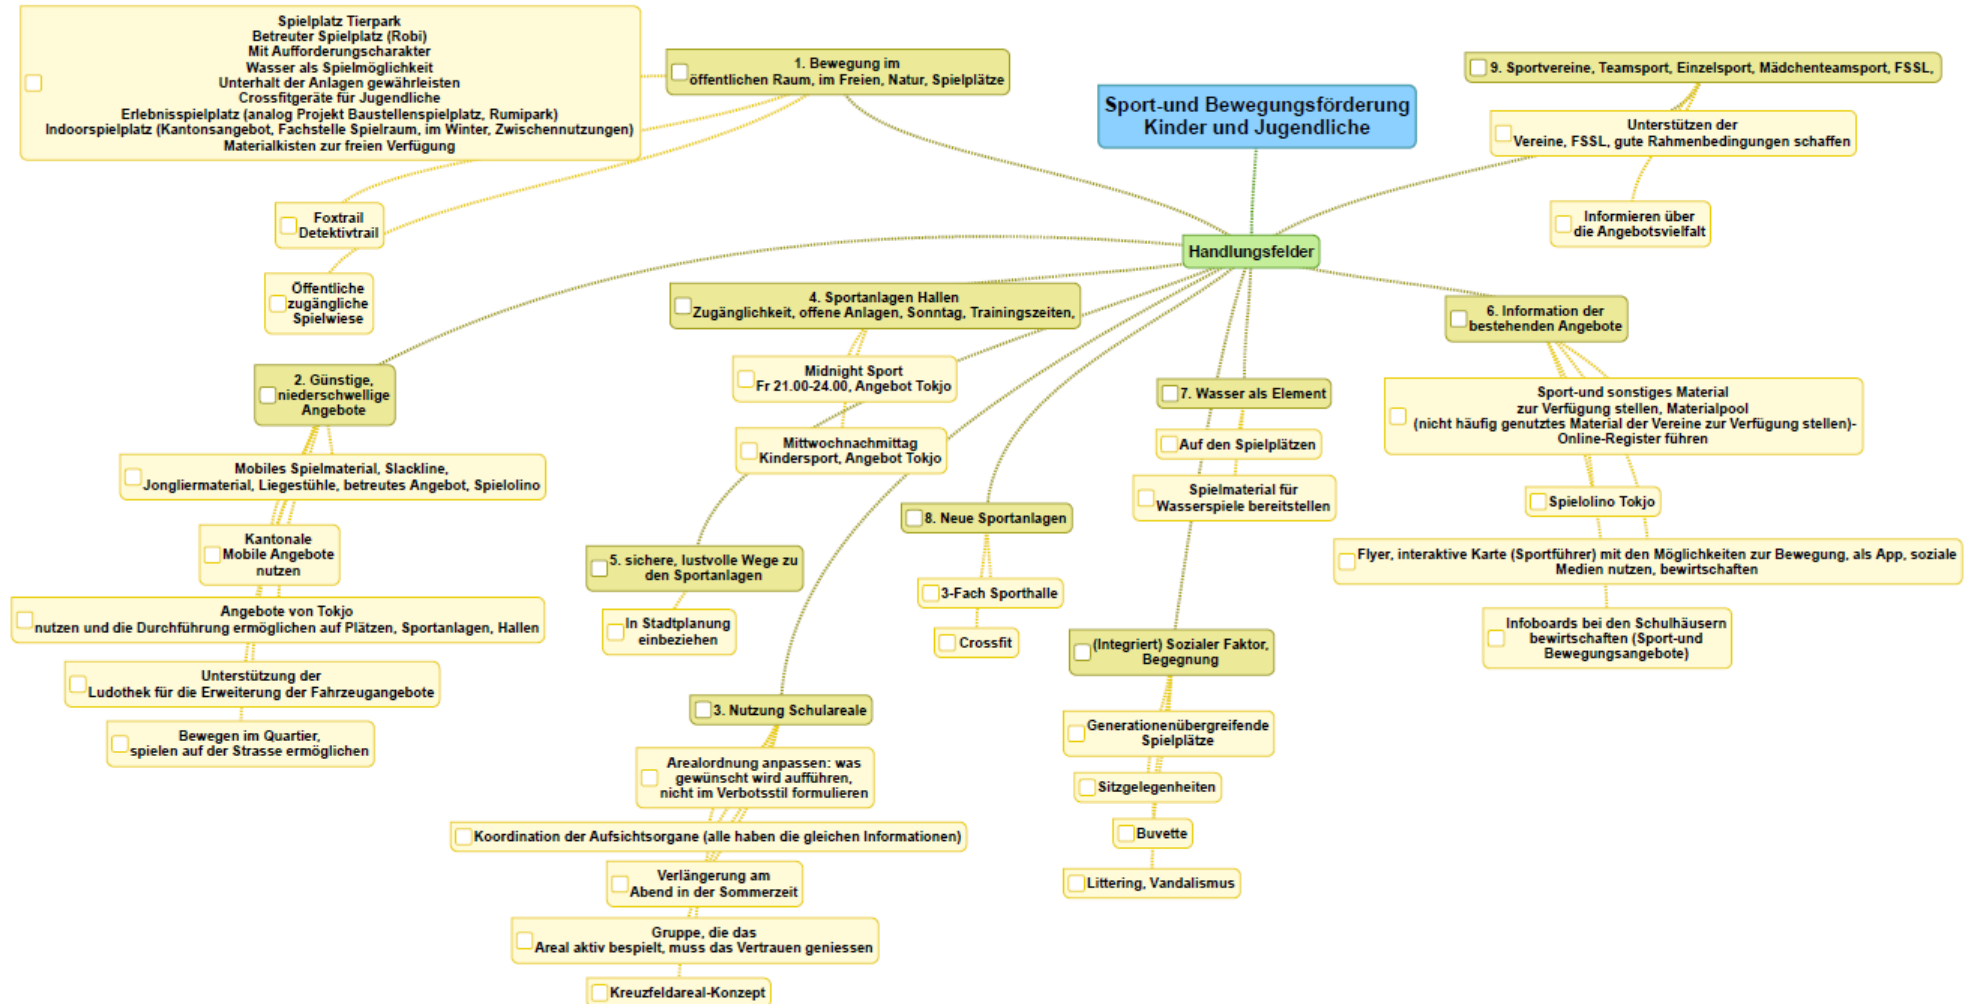 Sport-und Bewegungsförderung
Kinder und Jugendliche
Handlungsfelder
1. Bewegung im
öffentlichen Raum, im Freien, Natur, Spielplätze
Spielplatz Tierpark
Betreuter Spielplatz (Robi)
Mit Aufforderungscharakter
Wasser als Spielmöglichkeit
Unterhalt der Anlagen gewährleisten
Crossfitgeräte für Jugendliche
Erlebnisspielplatz (analog Projekt Baustellenspielplatz, Rumipark)
Indoorspielplatz (Kantonsangebot, Fachstelle Spielraum, im Winter, Zwischennutzungen)
Materialkisten zur freien Verfügung
Foxtrail
Detektivtrail
Öffentliche
zugängliche
Spielwiese
2. Günstige,
niederschwellige
Angebote
Mobiles Spielmaterial, Slackline,
Jongliermaterial, Liegestühle, betreutes Angebot, Spielolino
Kantonale
Mobile Angebote
nutzen
Angebote von Tokjo
nutzen und die Durchführung ermöglichen auf Plätzen, Sportanlagen, Hallen
Unterstützung der
Ludothek für die Erweiterung der Fahrzeugangebote
Bewegen im Quartier,
spielen auf der Strasse ermöglichen
3. Nutzung Schulareale
Arealordnung anpassen: was
gewünscht wird aufführen,
nicht im Verbotsstil formulieren
Koordination der Aufsichtsorgane (alle haben die gleichen Informationen)
Verlängerung am
Abend in der Sommerzeit
Gruppe, die das
Areal aktiv bespielt, muss das Vertrauen geniessen
Kreuzfeldareal-Konzept
4. Sportanlagen Hallen
Zugänglichkeit, offene Anlagen, Sonntag, Trainingszeiten,
Midnight Sport
Fr 21.00-24.00, Angebot Tokjo
Mittwochnachmittag
Kindersport, Angebot Tokjo
5. sichere, lustvolle Wege zu
den Sportanlagen
In Stadtplanung
einbeziehen
6. Information der
bestehenden Angebote
Sport-und sonstiges Material
zur Verfügung stellen, Materialpool
(nicht häufig genutztes Material der Vereine zur Verfügung stellen)-
Online-Register führen
Spielolino Tokjo
Flyer, interaktive Karte (Sportführer) mit den Möglichkeiten zur Bewegung, als App, soziale
Medien nutzen, bewirtschaften
Infoboards bei den Schulhäusern
bewirtschaften (Sport-und
Bewegungsangebote)
7. Wasser als Element
Auf den Spielplätzen
Spielmaterial für
Wasserspiele bereitstellen
8. Neue Sportanlagen
3-Fach Sporthalle
Crossfit
(Integriert) Sozialer Faktor,
Begegnung
Generationenübergreifende
Spielplätze
Sitzgelegenheiten
Buvette
Littering, Vandalismus
9. Sportvereine, Teamsport, Einzelsport, Mädchenteamsport, FSSL,
Unterstützen der
Vereine, FSSL, gute Rahmenbedingungen schaffen
Informieren über
die Angebotsvielfalt